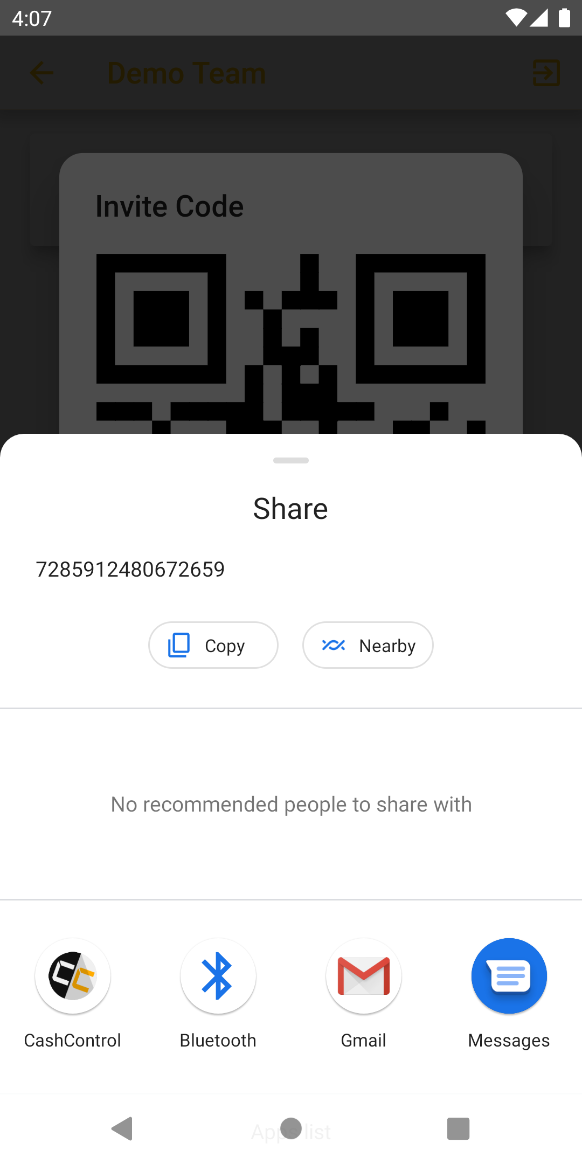 4:07
Demo Team
Invite Code
Share
7285912480672659
Copy
Nearby
No recommended people to share with
CashControl
Bluetooth
Gmail
Messages
Apps list